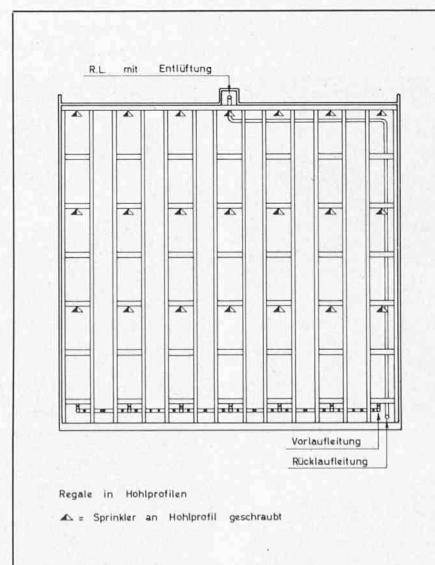 R.L. mit Entlüftung
Vorlaufleitung
Rücklaufleitung
Regale in Hohlprofilen
= Sprinkler an Hohlprofil geschraubt